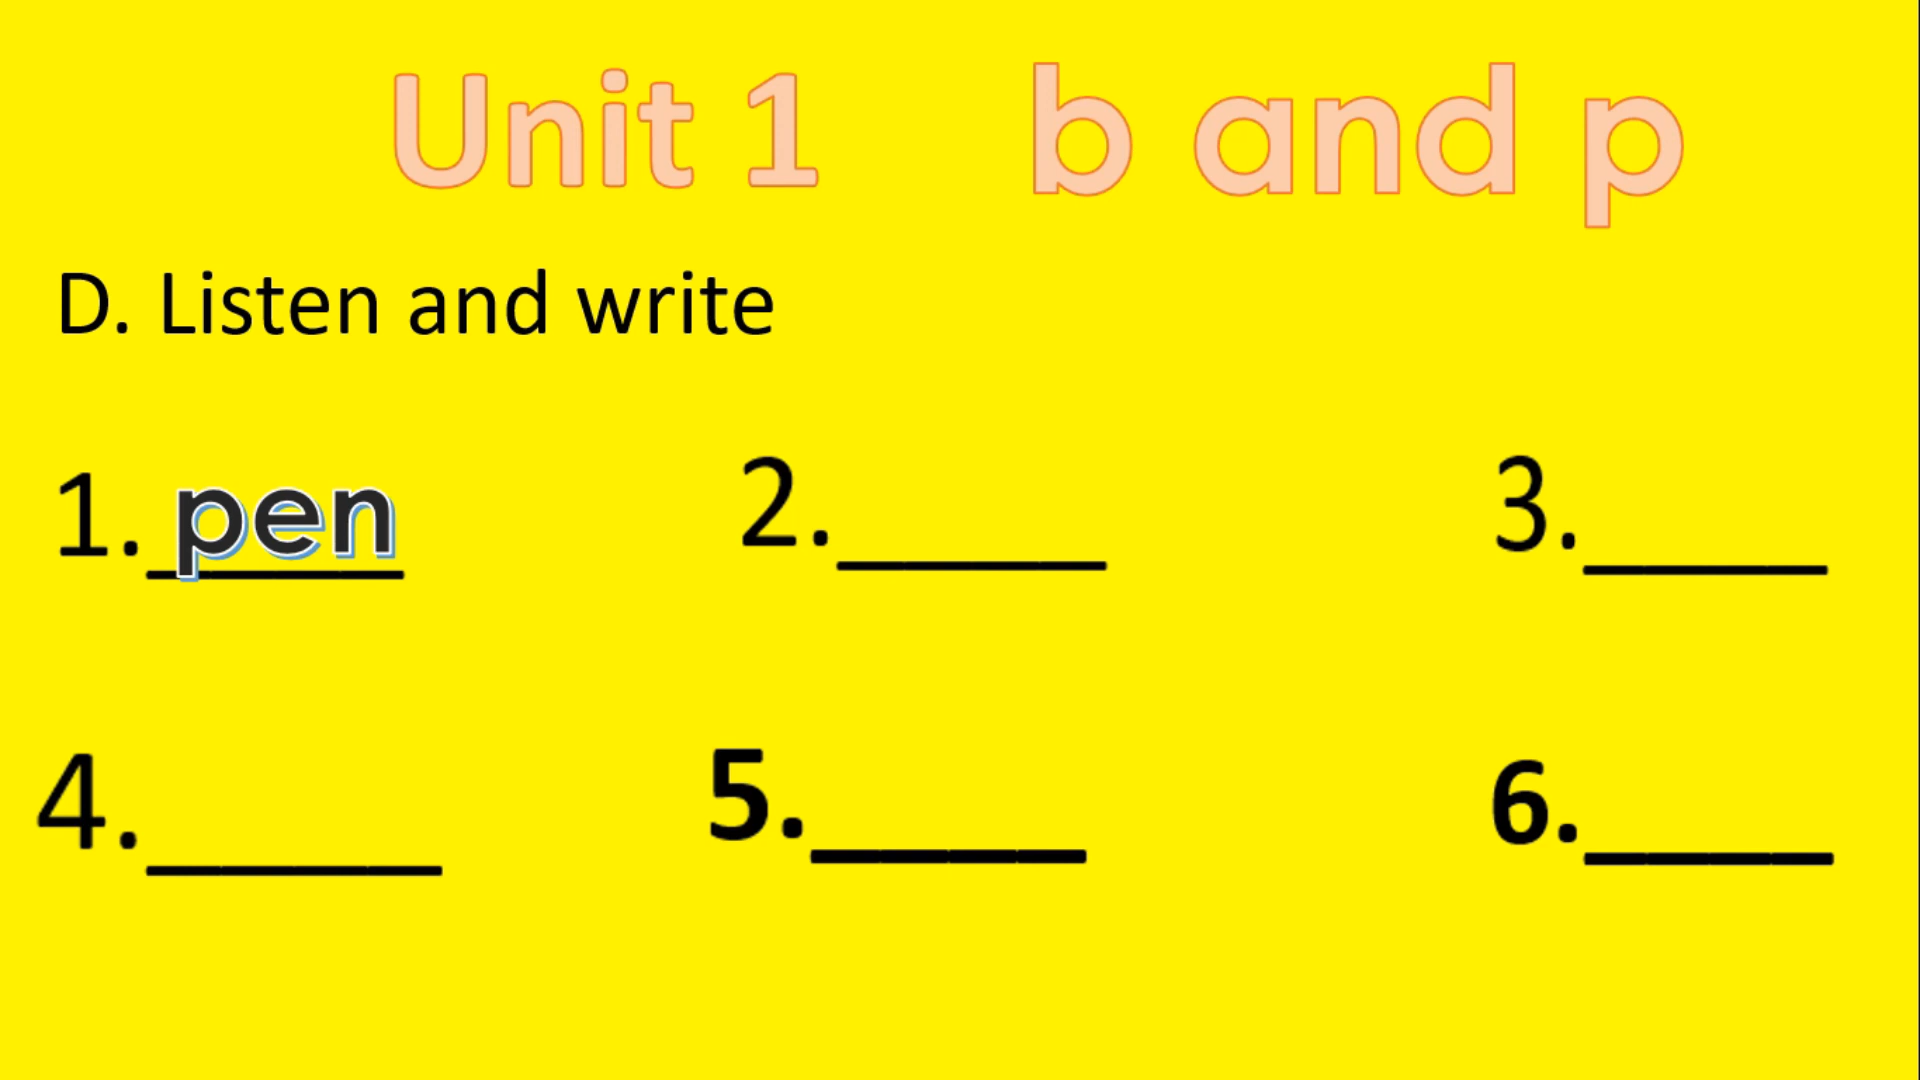 Unit 1 b and p
D. Listen and write
1. pen 2.____ 3.____
4.____ 5.____ 6.____